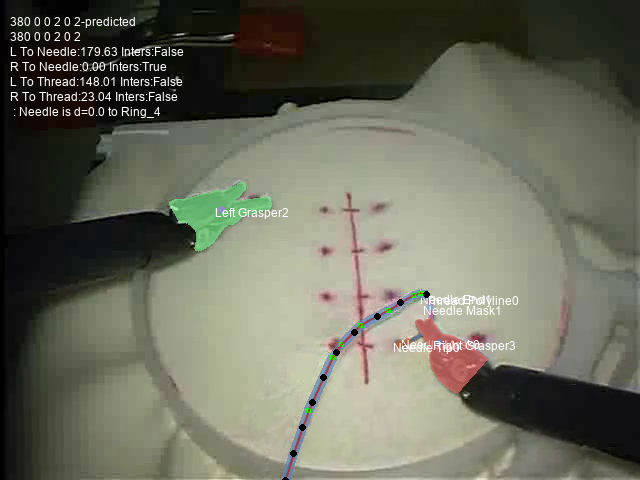 380 0 0 2 0 2-predicted
380 0 0 2 0 2
L To Needle:179.63 Inters:False
R To Needle:0.00 Inters:True
L To Thread:148.01 Inters:False
R To Thread:23.04 Inters:False
: Needle is d=0.0 to Ring_4
Left Grasper2
Polyline0
Needle Mask1
Grasper3